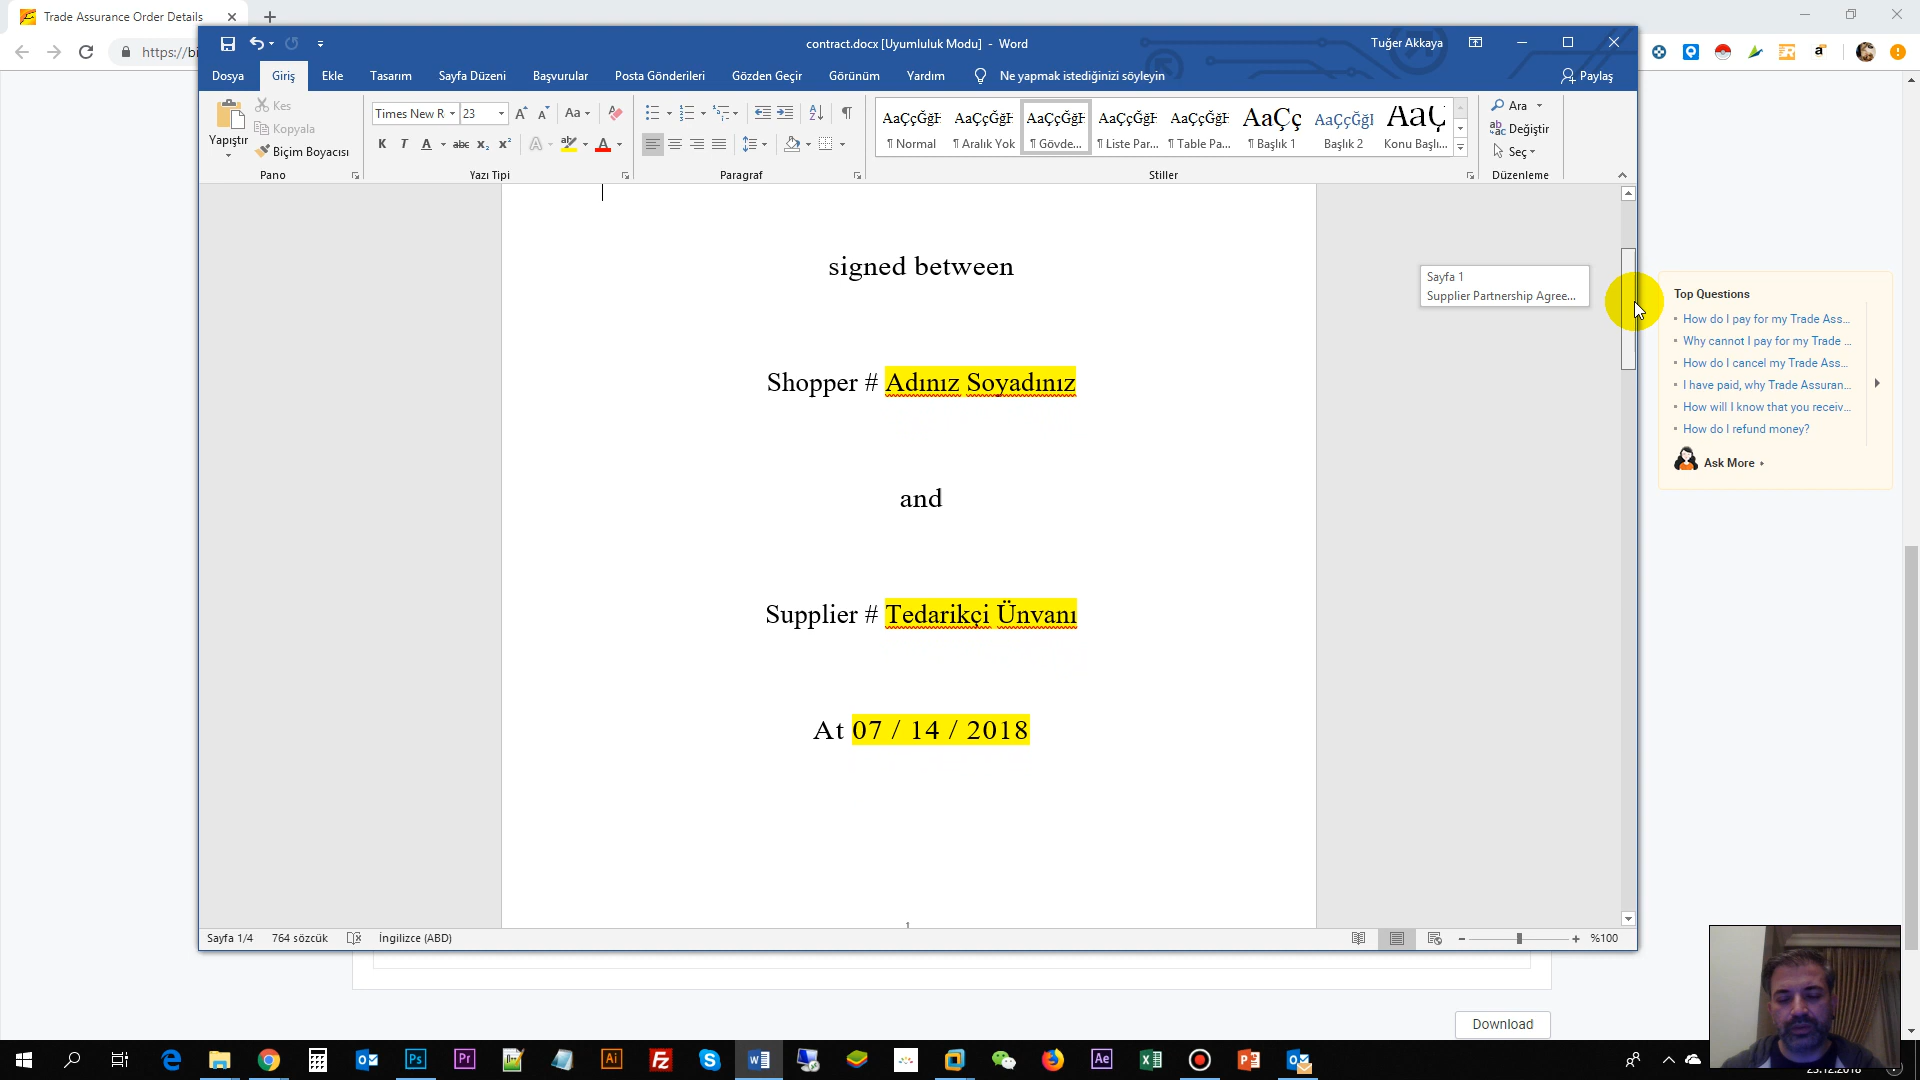 Trade Assurance Order Details
https://bi
contract.docx [Uyumluluk Modu] - Word
Tuğer Akkaya
Dosya
Giriş
Ekle
Tasarım
Sayfa Düzeni
Başvurular
Posta Gönderileri
Gözden Geçir
Görünüm
Yardım
Ne yapmak istediğinizi söyleyin
Paylaş
Yapıştır
Kes
Kopyala
Biçim Boyacısı
Pano
Times New R
23
Yazı Tipi
Paragraf
AaÇçĞğH
¶ Normal
AaÇçĞğH
¶ Aralık Yok
AaÇçĞğH
¶ Gövde...
AaÇçĞğH
¶ Liste Par...
AaÇçĞğH
¶ Table Pa...
AaÇç
¶ Başlık 1
AaÇçĞğI
Başlık 2
AaÇ
Konu Başlı...
Stiller
Ara
Değiştir
Seç
Düzenleme
signed between
Shopper # Adınız Soyadınız
and
Supplier # Tedarikçi Ünvanı
At 07 / 14 / 2018
1
Sayfa 1
Supplier Partnership Agree...
Top Questions
How do I pay for my Trade Ass...
Why cannot I pay for my Trade ...
How do I cancel my Trade Ass...
I have paid, why Trade Assuran...
How will I know that you receiv...
How do I refund money?
Ask More
Sayfa 1/4
764 sözcük
İngilizce (ABD)
%100
Download
23.12.2018